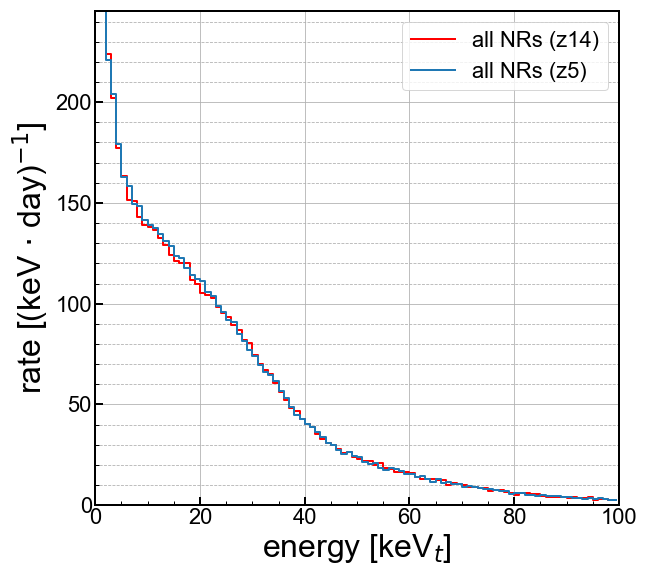 all NRs (z14)
all NRs (z5)
rate [(keV · day)⁻¹]
200
150
100
50
0
0 20 40 60 80 100
energy [keVₜ]